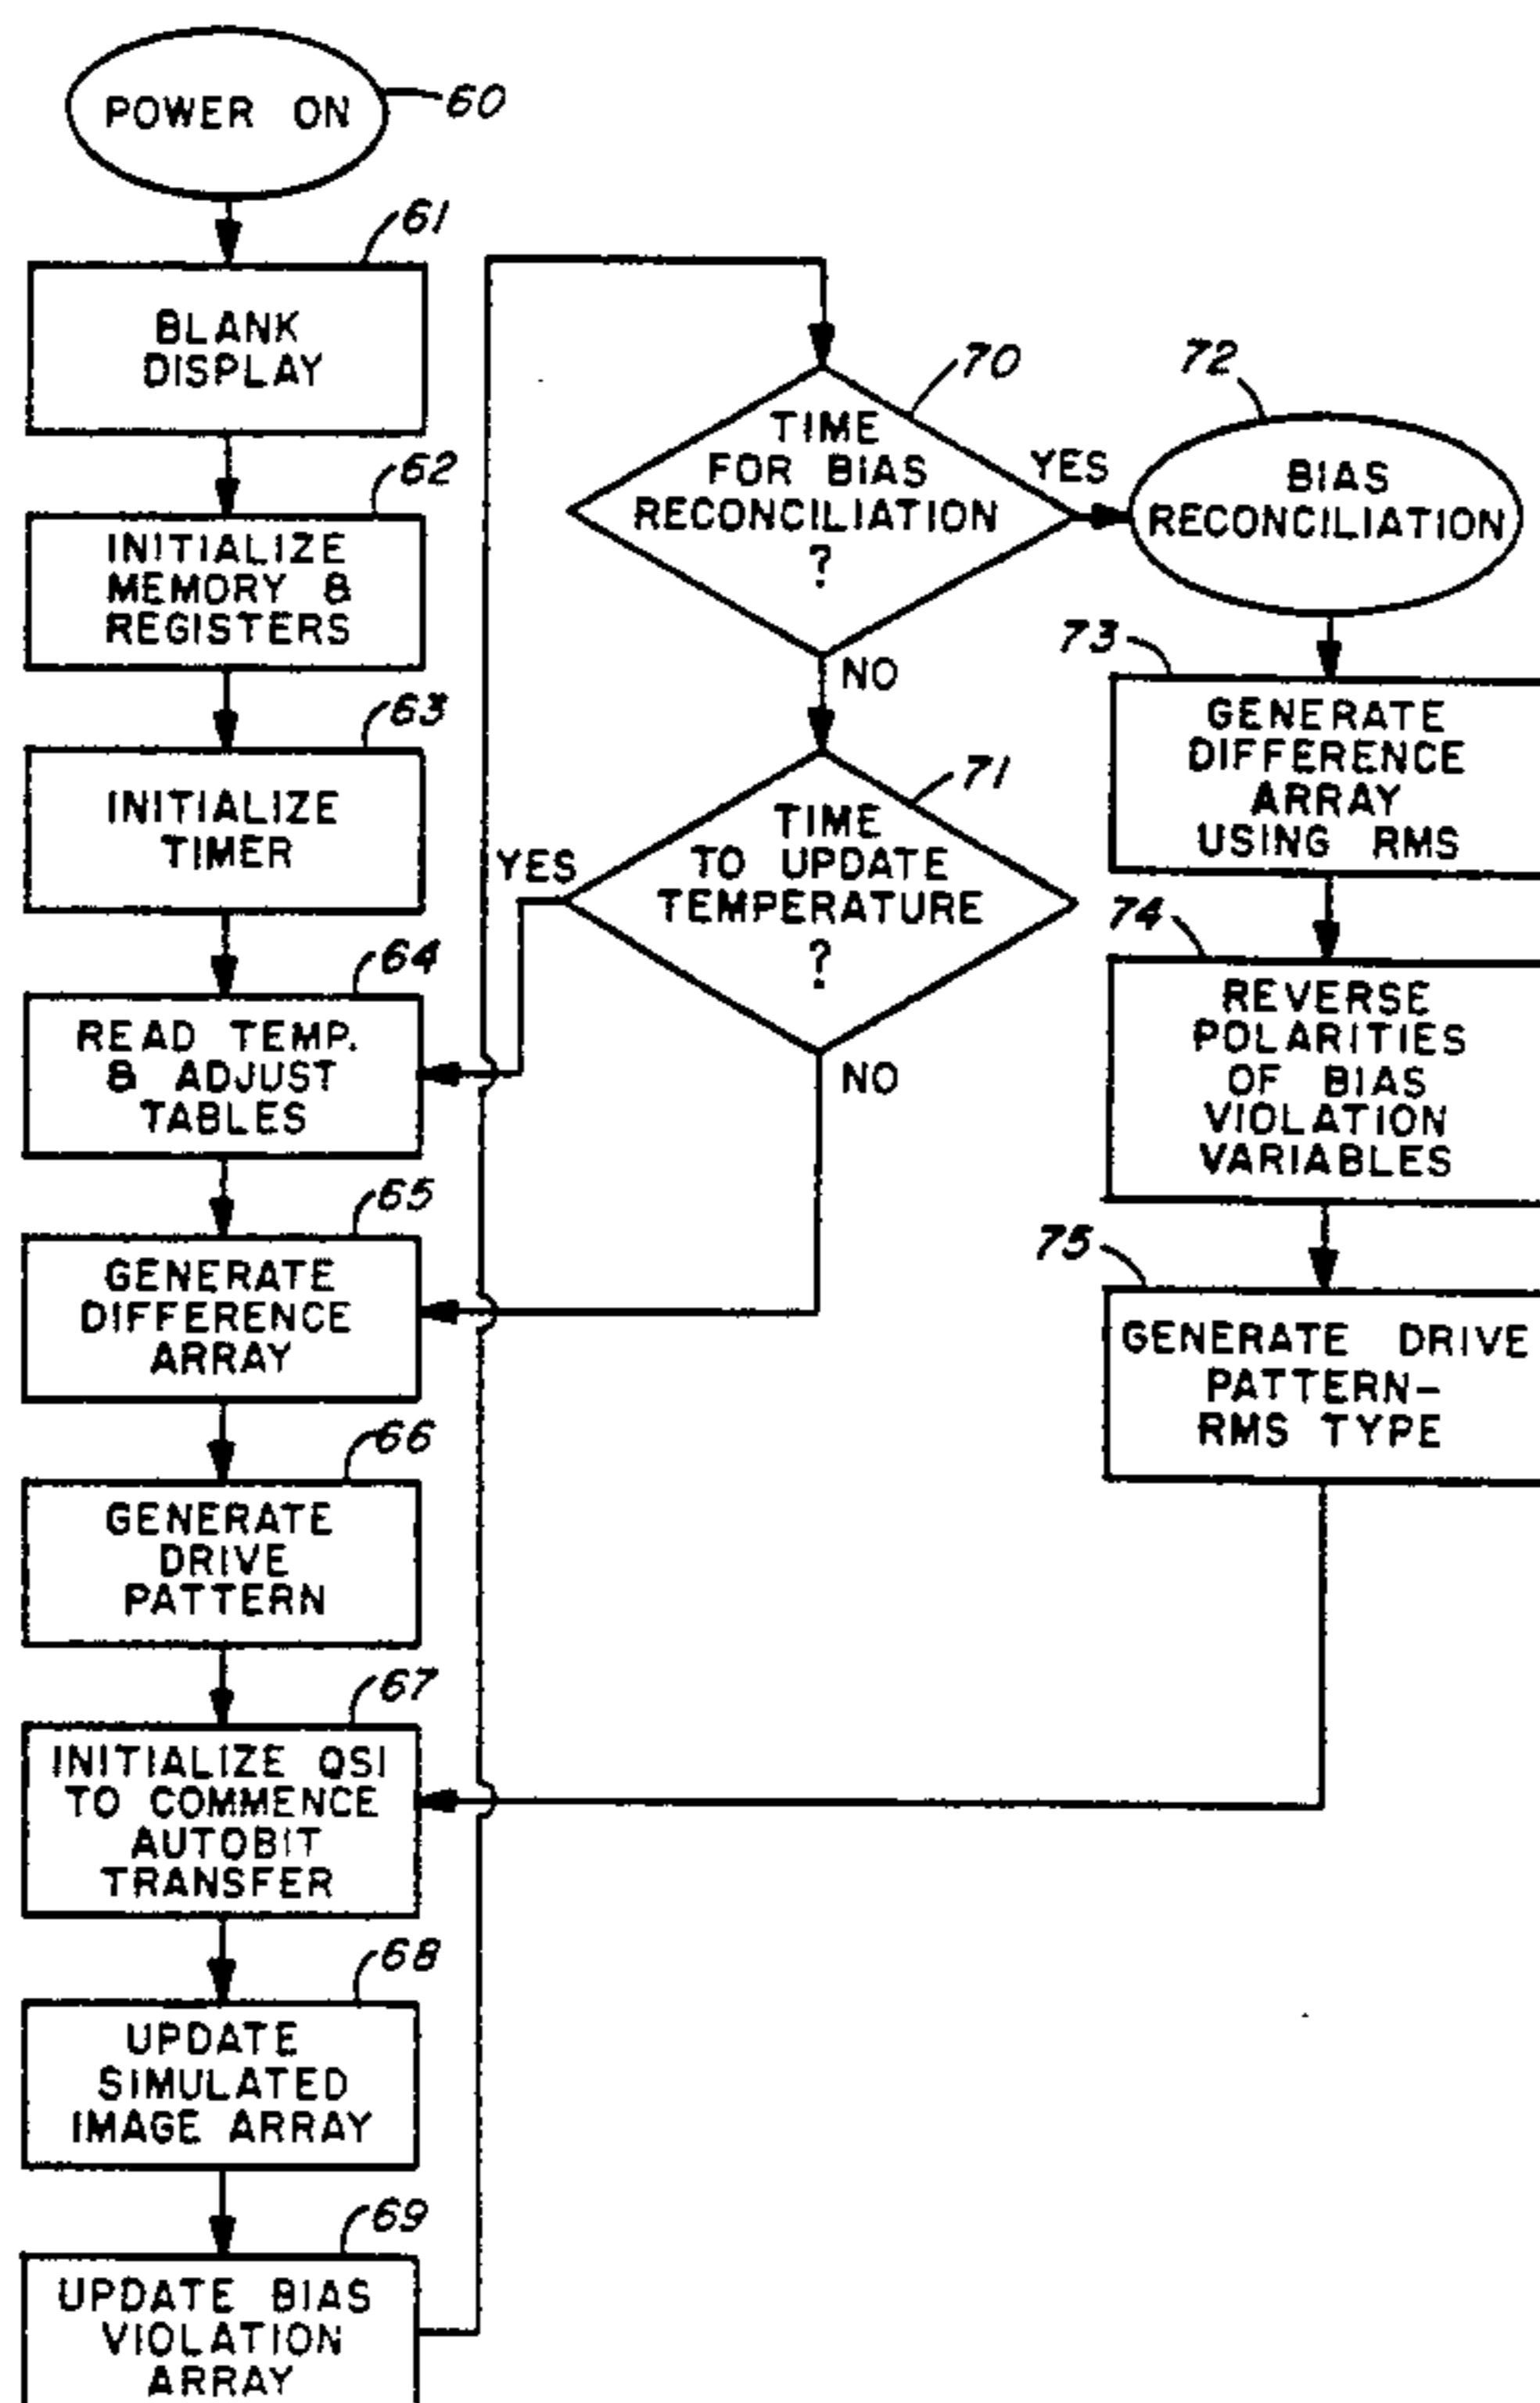 POWER ON
60
61
BLANK
DISPLAY
62
INITIALIZE
MEMORY &
REGISTERS
63
INITIALIZE
TIMER
64
READ TEMP.
& ADJUST
TABLES
65
GENERATE
DIFFERENCE
ARRAY
66
GENERATE
DRIVE
PATTERN
67
INITIALIZE QSI
TO COMMENCE
AUTOBIT
TRANSFER
68
UPDATE
SIMULATED
IMAGE ARRAY
69
UPDATE BIAS
VIOLATION
ARRAY
70
TIME
FOR BIAS
RECONCILIATION
?
YES
NO
71
TIME
TO UPDATE
TEMPERATURE
?
YES
NO
72
BIAS
RECONCILIATION
73
GENERATE
DIFFERENCE
ARRAY
USING RMS
74
REVERSE
POLARITIES
OF BIAS
VIOLATION
VARIABLES
75
GENERATE DRIVE
PATTERN-
RMS TYPE